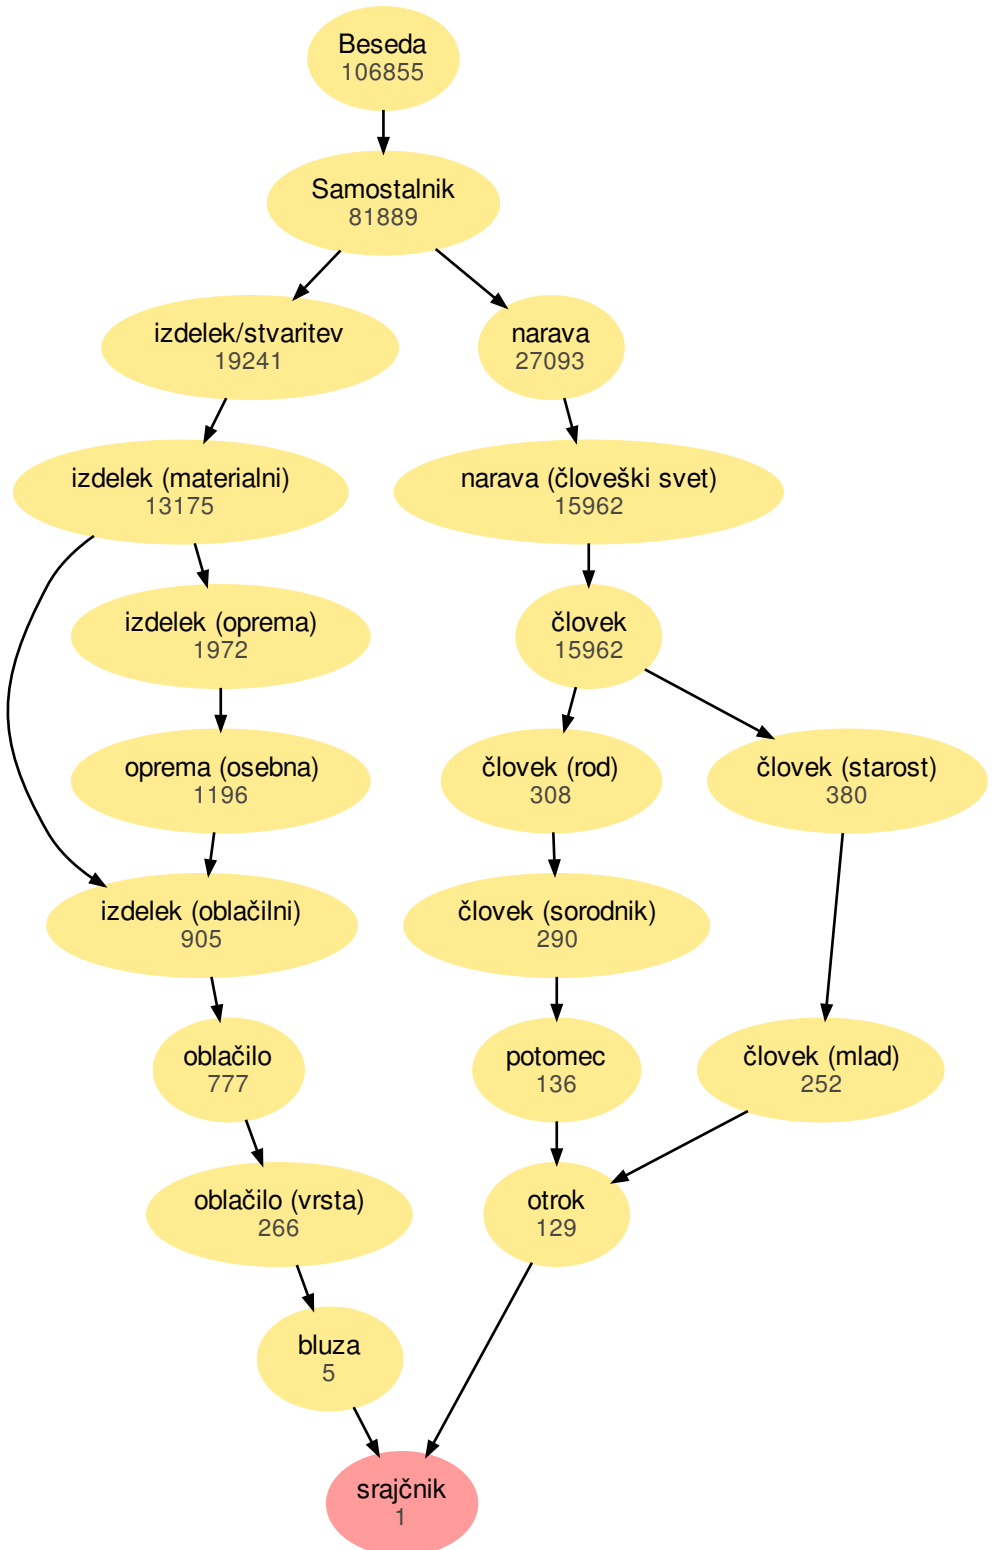 Beseda
106855
Samostalnik
81889
izdelek/stvaritev
19241
narava
27093
izdelek (materialni)
13175
narava (človeški svet)
15962
izdelek (oprema)
1972
človek
15962
oprema (osebna)
1196
človek (rod)
308
človek (starost)
380
izdelek (oblačilni)
905
človek (sorodnik)
290
oblačilo
777
potomec
136
človek (mlad)
252
oblačilo (vrsta)
266
otrok
129
bluza
5
srajčnik
1